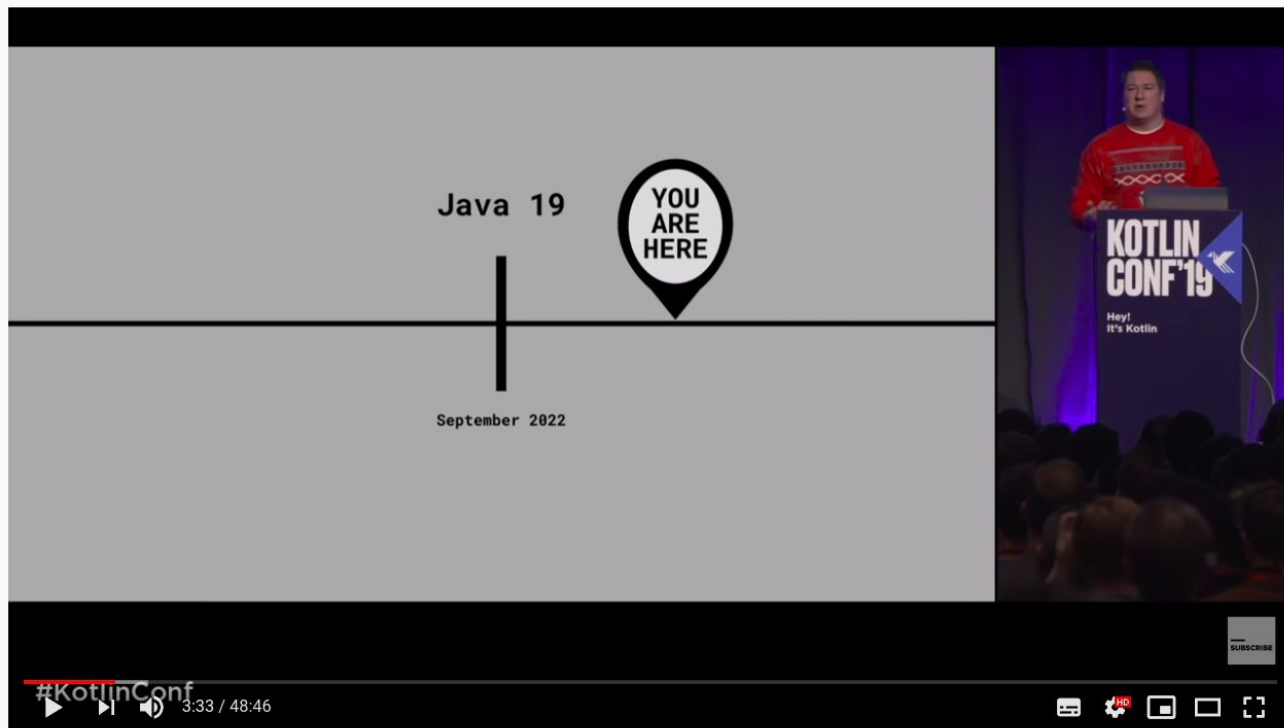 Java 19
YOU
ARE
HERE
September 2022
KOTLIN
CONF'19
Hey!
It's Kotlin
SUBSCRIBE
#KotlinConf
3:33 / 48:46
HD